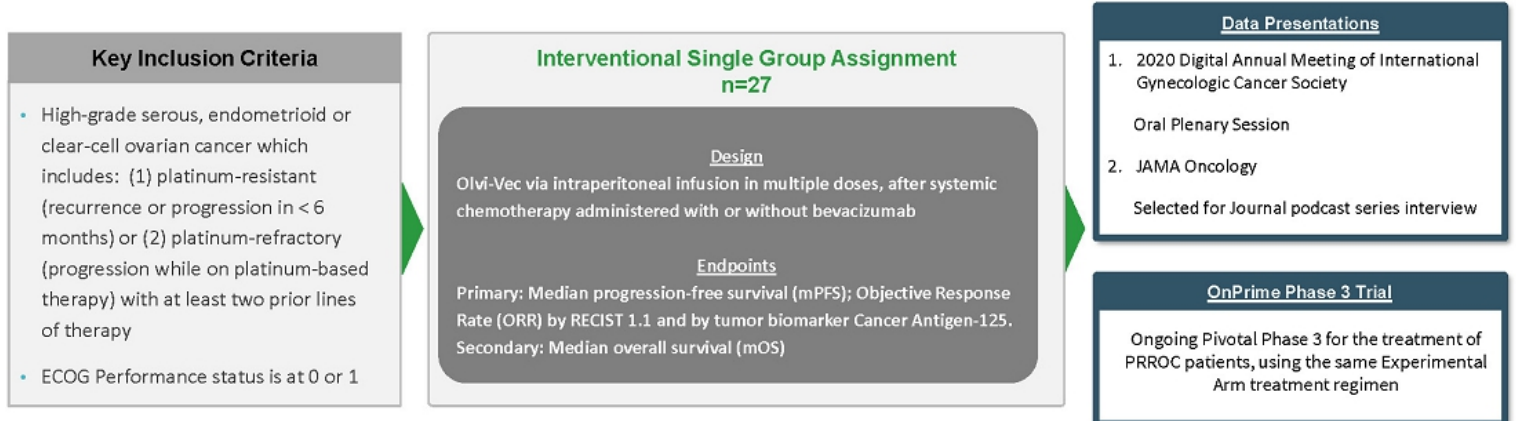 Key Inclusion Criteria
• High-grade serous, endometrioid or
clear-cell ovarian cancer which
includes: (1) platinum-resistant
(recurrence or progression in < 6
months) or (2) platinum-refractory
(progression while on platinum-based
therapy) with at least two prior lines
of therapy
• ECOG Performance status is at 0 or 1
Interventional Single Group Assignment
n=27
Design
Olvi-Vec via intraperitoneal infusion in multiple doses, after systemic
chemotherapy administered with or without bevacizumab
Endpoints
Primary: Median progression-free survival (mPFS); Objective Response
Rate (ORR) by RECIST 1.1 and by tumor biomarker Cancer Antigen-125.
Secondary: Median overall survival (mOS)
Data Presentations
1. 2020 Digital Annual Meeting of International
Gynecologic Cancer Society
Oral Plenary Session
2. JAMA Oncology
Selected for Journal podcast series interview
OnPrime Phase 3 Trial
Ongoing Pivotal Phase 3 for the treatment of
PRROC patients, using the same Experimental
Arm treatment regimen